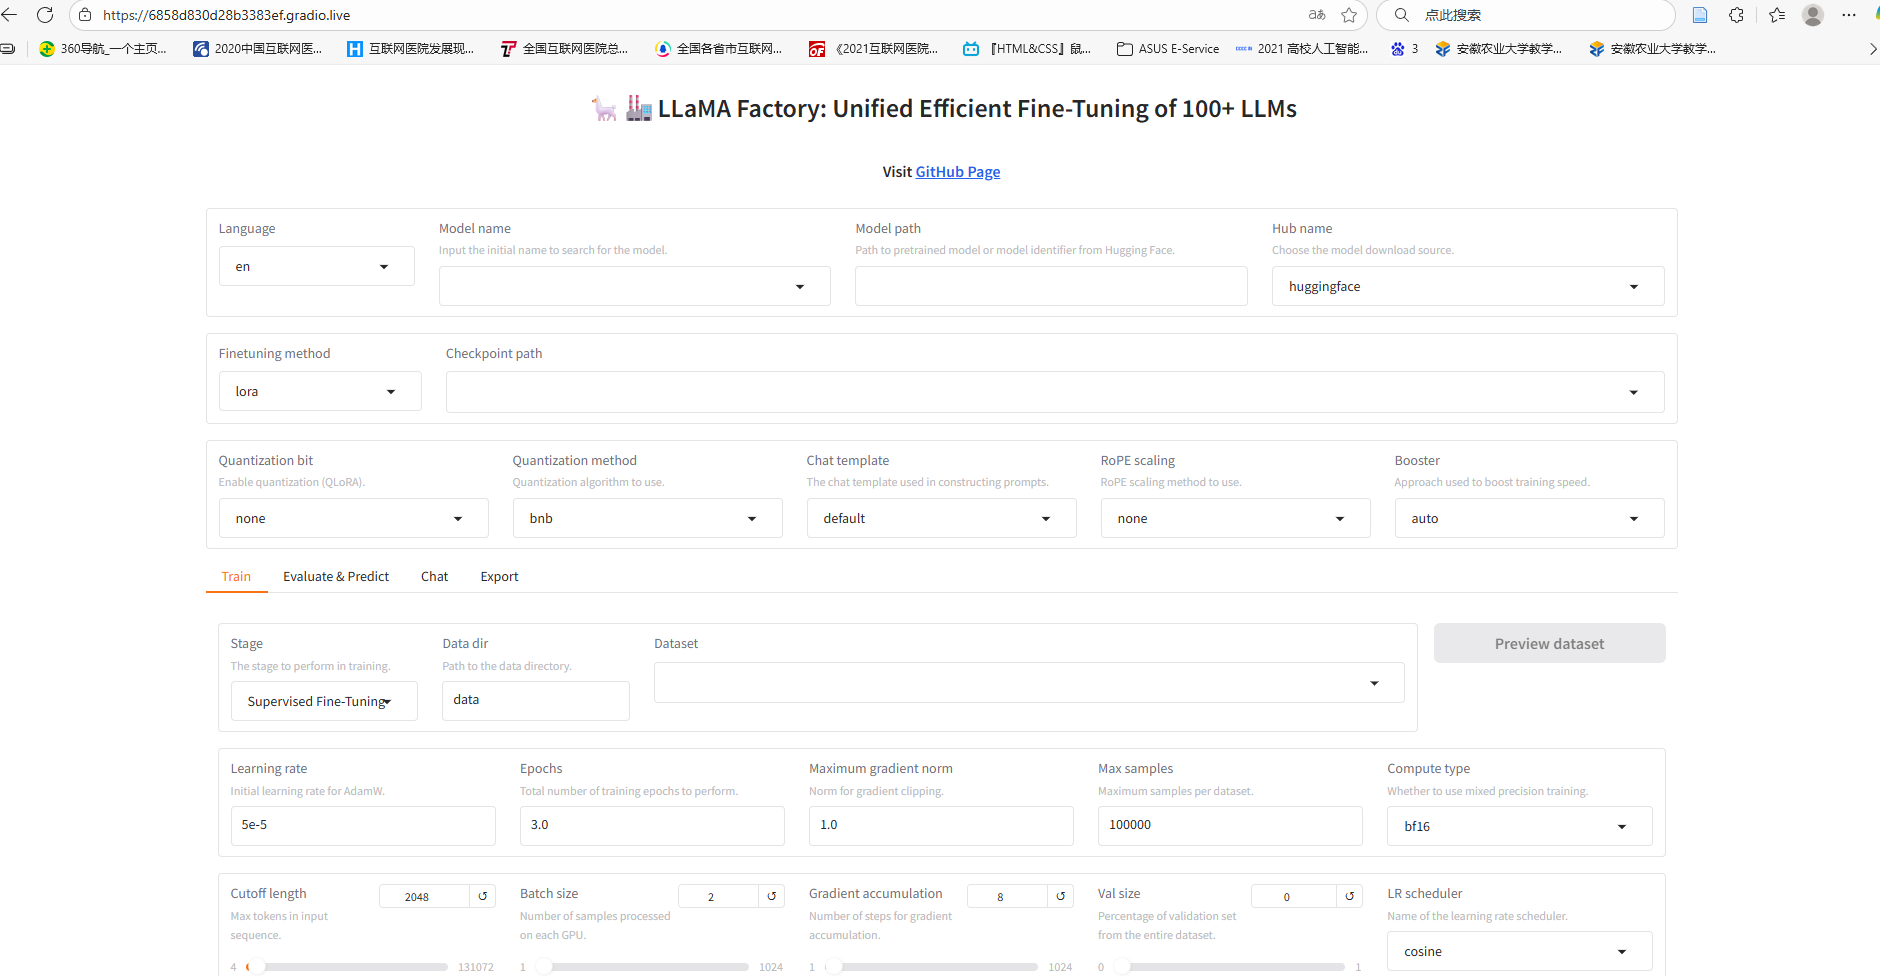 https://6858d830d28b3383ef.gradio.live
aあ
点此搜索
360导航_一个主页...
2020中国互联网医...
互联网医院发展现...
全国互联网医院总...
全国各省市互联网...
《2021互联网医院...
『HTML&CSS』鼠...
ASUS E-Service
2021 高校人工智能...
3
安徽农业大学教学...
安徽农业大学教学...
LLaMA Factory: Unified Efficient Fine-Tuning of 100+ LLMs
Visit GitHub Page
Language
en
Model name
Input the initial name to search for the model.
Model path
Path to pretrained model or model identifier from Hugging Face.
Hub name
Choose the model download source.
huggingface
Finetuning method
lora
Checkpoint path
Quantization bit
Enable quantization (QLoRA).
none
Quantization method
Quantization algorithm to use.
bnb
Chat template
The chat template used in constructing prompts.
default
RoPE scaling
RoPE scaling method to use.
none
Booster
Approach used to boost training speed.
auto
Train
Evaluate & Predict
Chat
Export
Stage
The stage to perform in training.
Supervised Fine-Tuning
Data dir
Path to the data directory.
data
Dataset
Preview dataset
Learning rate
Initial learning rate for AdamW.
5e-5
Epochs
Total number of training epochs to perform.
3.0
Maximum gradient norm
Norm for gradient clipping.
1.0
Max samples
Maximum samples per dataset.
100000
Compute type
Whether to use mixed precision training.
bf16
Cutoff length
2048
Max tokens in input
sequence.
4
131072
Batch size
2
Number of samples processed
on each GPU.
1
1024
Gradient accumulation
8
Number of steps for gradient
accumulation.
1
1024
Val size
0
Percentage of validation set
from the entire dataset.
0
1
LR scheduler
Name of the learning rate scheduler.
cosine